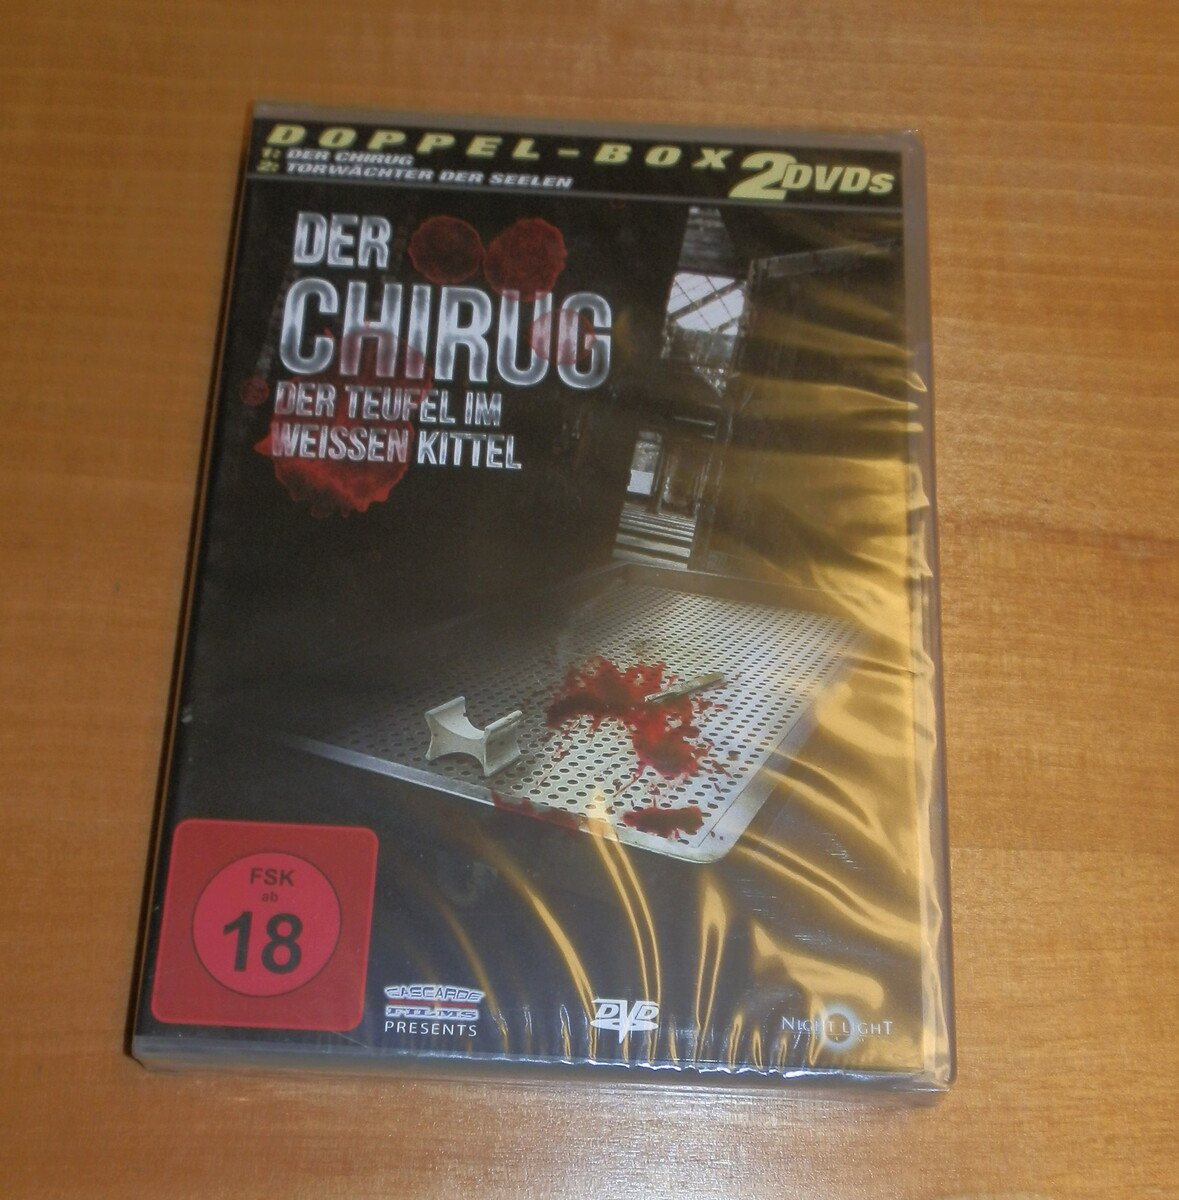 DOPPEL-BOX 2DVDs
1: DER CHIRUG
2: TORWÄCHTER DER SEELEN
DER
CHIRUG
DER TEUFEL IM
WEISSEN KITTEL
FSK
ab
18
CASCADE
FILMS
PRESENTS
DVD
NIGHT LIGHT